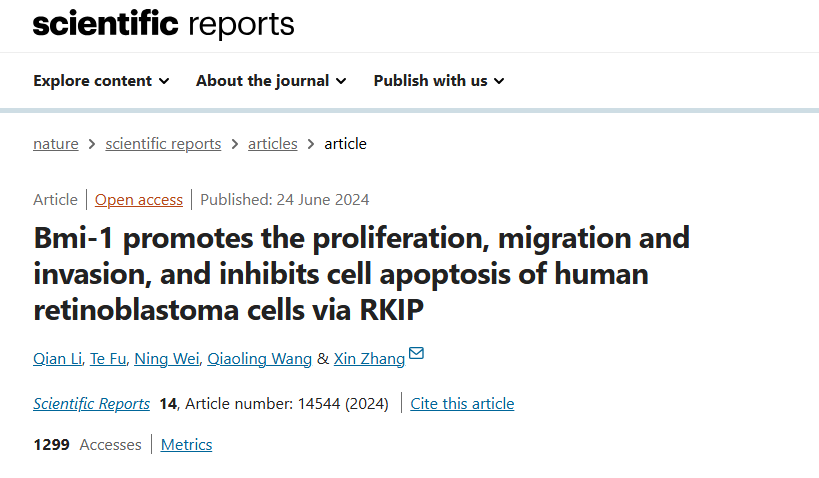 scientific reports
Explore content About the journal Publish with us
nature > scientific reports > articles > article
Article | Open access | Published: 24 June 2024
Bmi-1 promotes the proliferation, migration and
invasion, and inhibits cell apoptosis of human
retinoblastoma cells via RKIP
Qian Li, Te Fu, Ning Wei, Qiaoling Wang & Xin Zhang
Scientific Reports 14, Article number: 14544 (2024) | Cite this article
1299 Accesses | Metrics